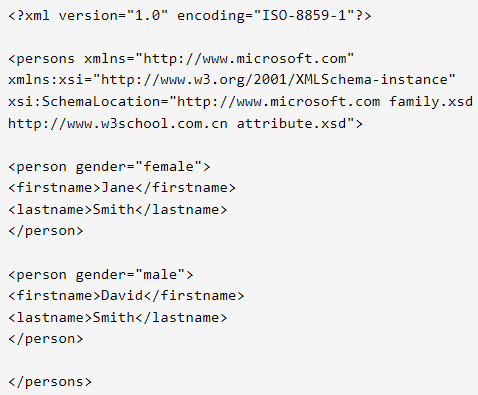 <?xml version="1.0" encoding="ISO-8859-1"?>
<persons xmlns="http://www.microsoft.com"
xmlns:xsi="http://www.w3.org/2001/XMLSchema-instance"
xsi:SchemaLocation="http://www.microsoft.com family.xsd
http://www.w3school.com.cn attribute.xsd">
<person gender="female">
<firstname>Jane</firstname>
<lastname>Smith</lastname>
</person>
<person gender="male">
<firstname>David</firstname>
<lastname>Smith</lastname>
</person>
</persons>